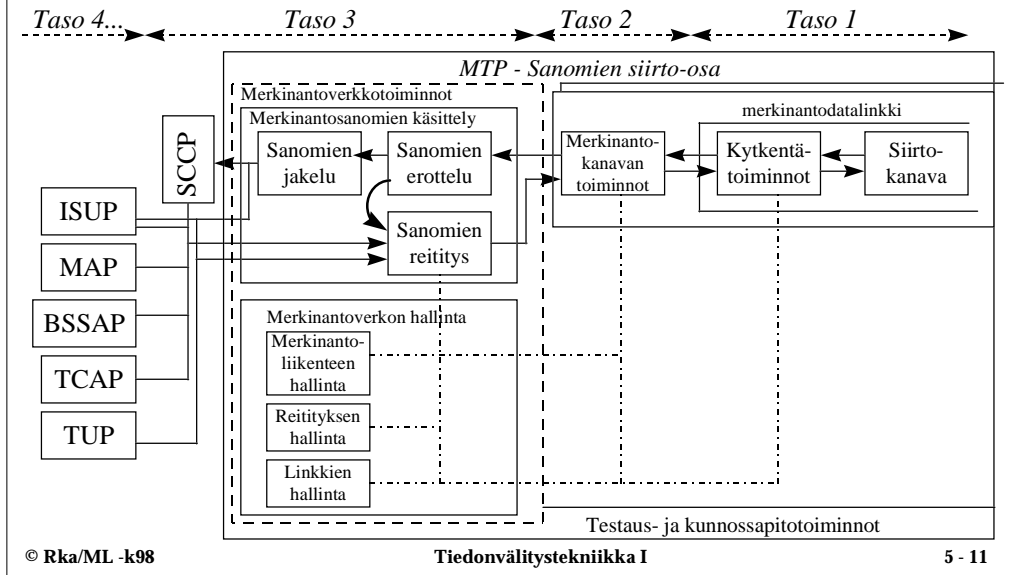 Taso 4...
Taso 3
Taso 2
Taso 1
MTP - Sanomien siirto-osa
Merkinantoverkkotoiminnot
Merkinantosanomien käsittely
merkinantodatalinkki
SCCP
Sanomien
jakelu
Sanomien
erottelu
Merkinanto-
kanavan
toiminnot
Kytkentä-
toiminnot
Siirto-
kanava
Sanomien
reititys
ISUP
MAP
BSSAP
TCAP
TUP
Merkinantoverkon hallinta
Merkinanto-
liikenteen
hallinta
Reitityksen
hallinta
Linkkien
hallinta
Testaus- ja kunnossapitotoiminnot
© Rka/ML -k98
Tiedonvälitystekniikka I
5 - 11